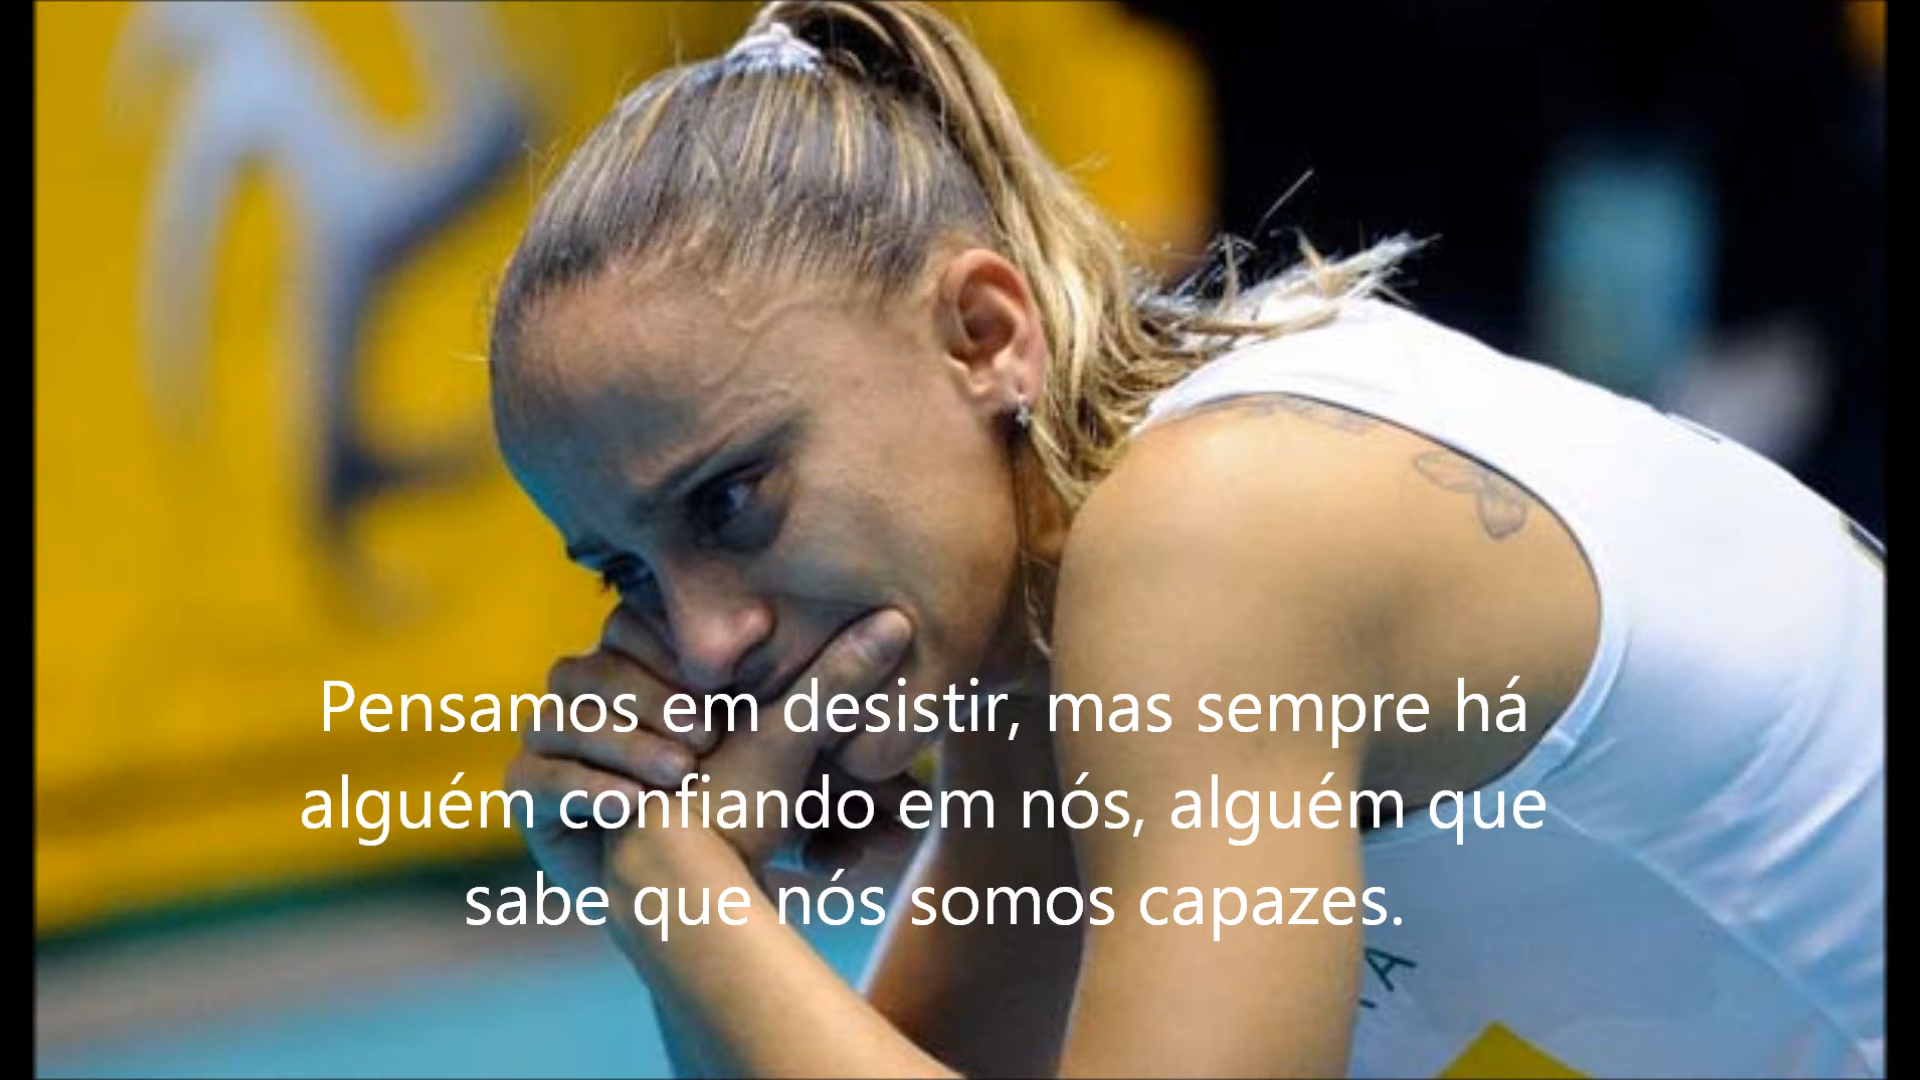 Pensamos em desistir, mas sempre há
alguém confiando em nós, alguém que
sabe que nós somos capazes.